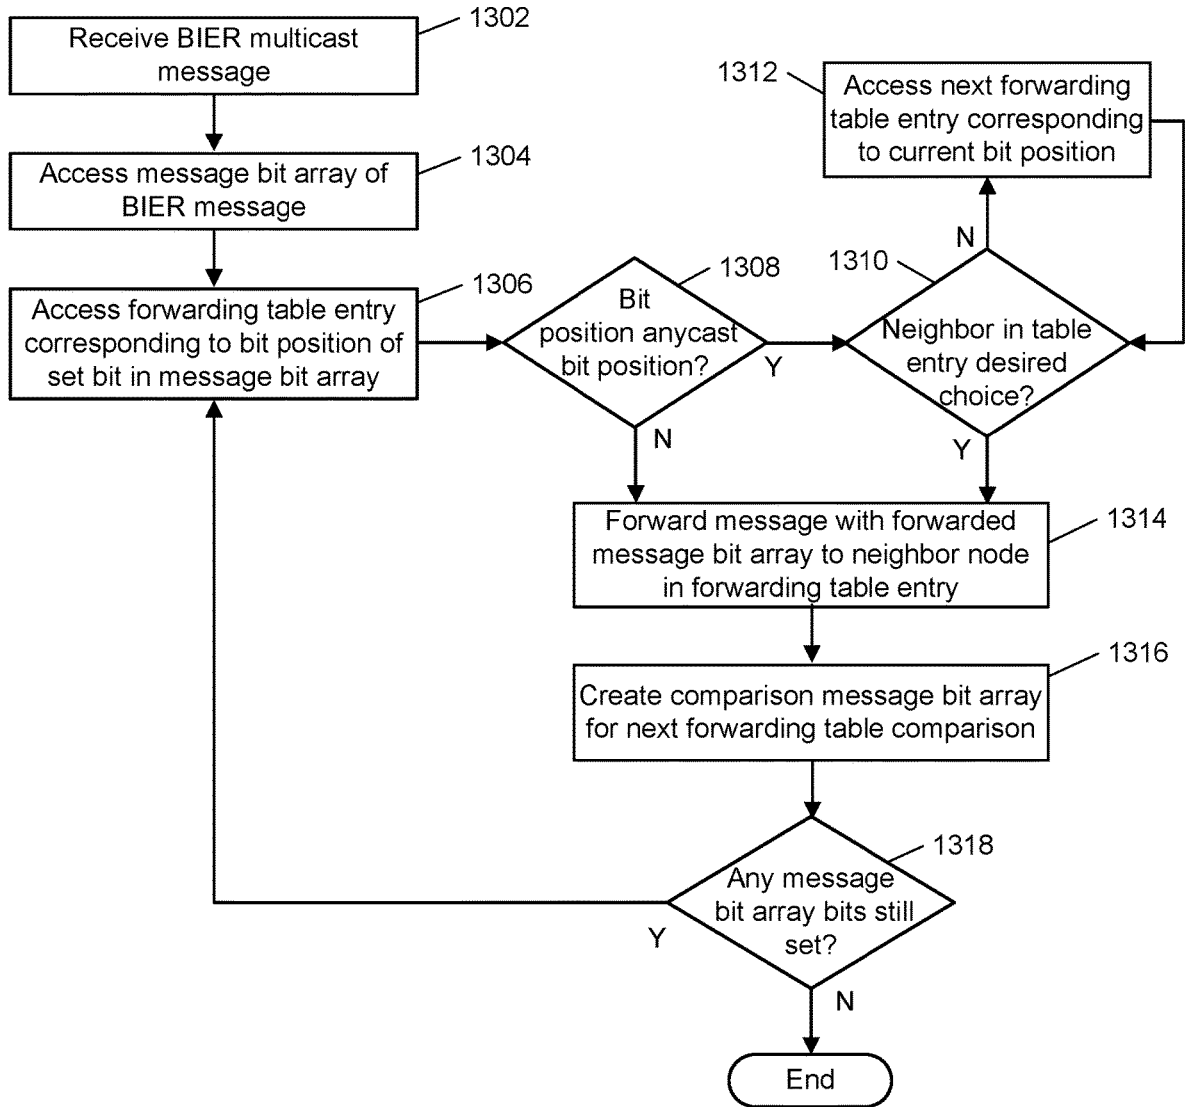 1302
Receive BIER multicast
message
1304
Access message bit array of
BIER message
1306
Access forwarding table entry
corresponding to bit position of
set bit in message bit array
1308
Bit
position anycast
bit position?
Y
N
1310
Neighbor in table
entry desired
choice?
N
Y
1312
Access next forwarding
table entry corresponding
to current bit position
1314
Forward message with forwarded
message bit array to neighbor node
in forwarding table entry
1316
Create comparison message bit array
for next forwarding table comparison
1318
Any message
bit array bits still
set?
Y
N
End